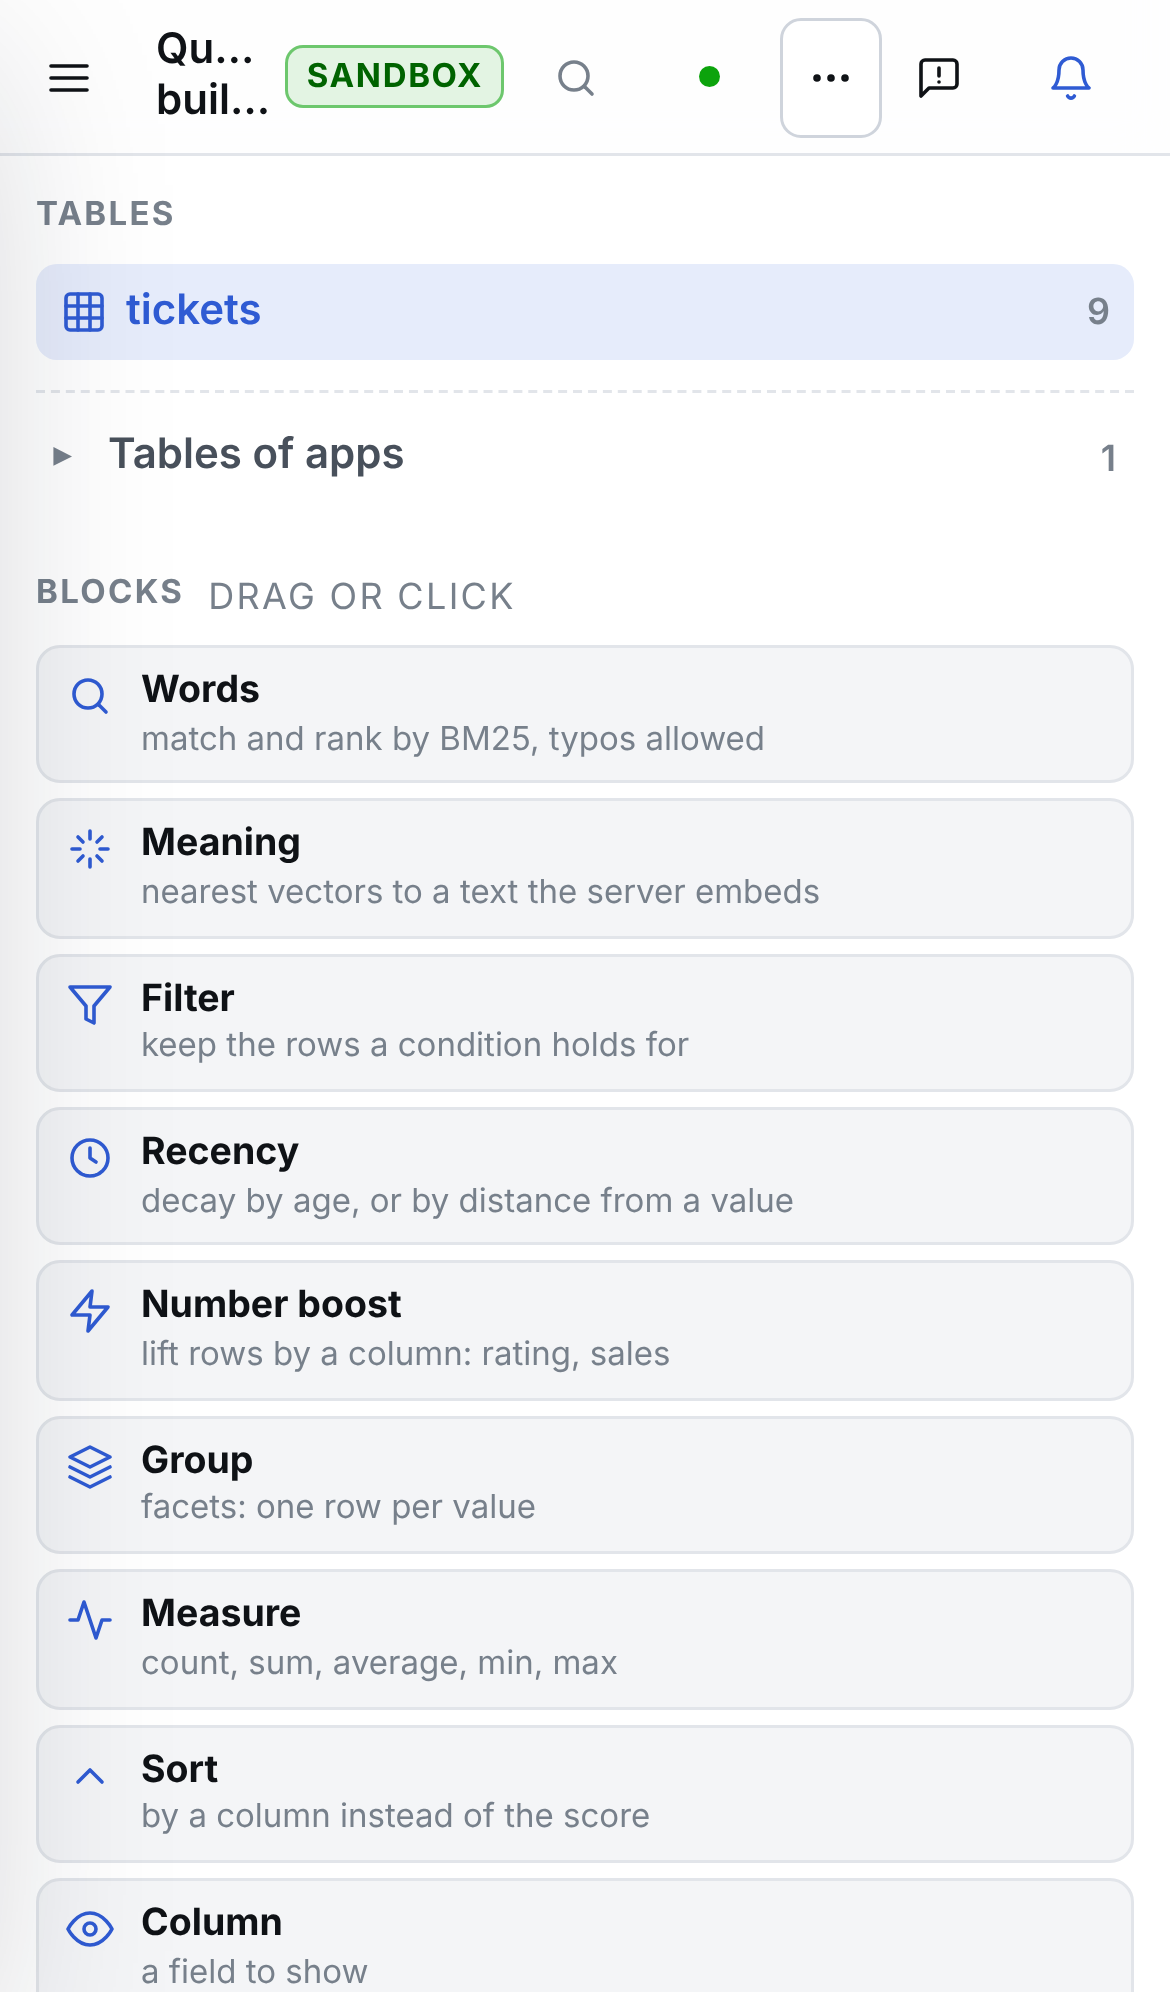 Qu...
buil...
SANDBOX
TABLES
tickets 9
Tables of apps 1
BLOCKS DRAG OR CLICK
Words
match and rank by BM25, typos allowed
Meaning
nearest vectors to a text the server embeds
Filter
keep the rows a condition holds for
Recency
decay by age, or by distance from a value
Number boost
lift rows by a column: rating, sales
Group
facets: one row per value
Measure
count, sum, average, min, max
Sort
by a column instead of the score
Column
a field to show